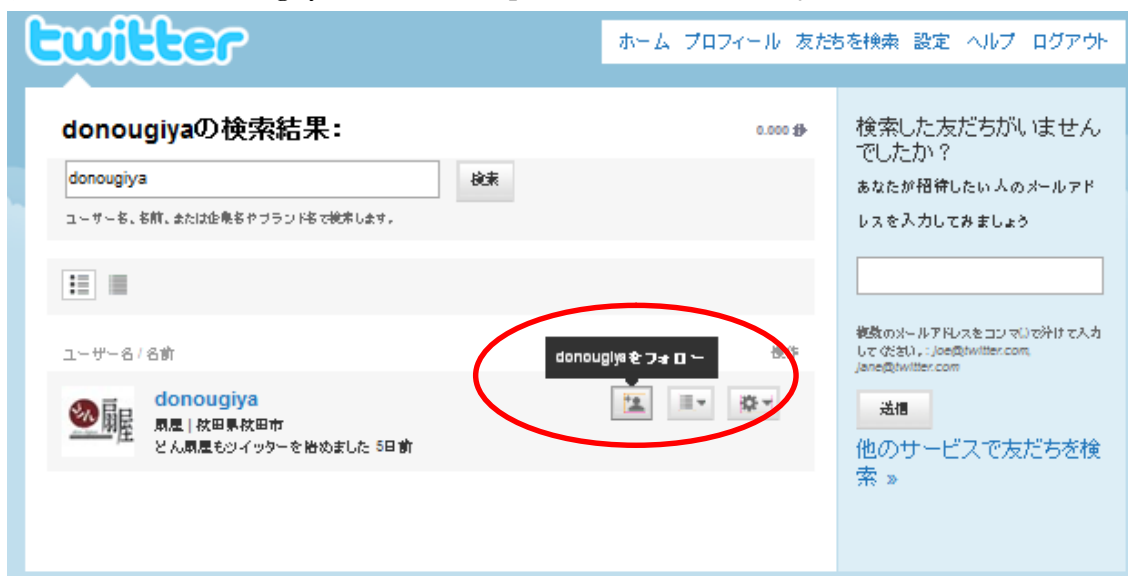 twitter
ホーム プロフィール 友だちを検索 設定 ヘルプ ログアウト
donougiyaの検索結果:
0.000 秒
donougiya
検索
ユーザー名、名前、または企業名やブランド名で検索します。
ユーザー名 / 名前
操作
donougiyaをフォロー
どん扇屋
donougiya
扇屋 | 秋田県秋田市
どん扇屋もツイッターを始めました 5日前
検索した友だちがいません
でしたか？
あなたが招待したい人のメールアド
レスを入力してみましょう
複数のメールアドレスをコンマ(,)で分けて入力
してください。: joe@twitter.com,
jane@twitter.com
送信
他のサービスで友だちを検
索 »